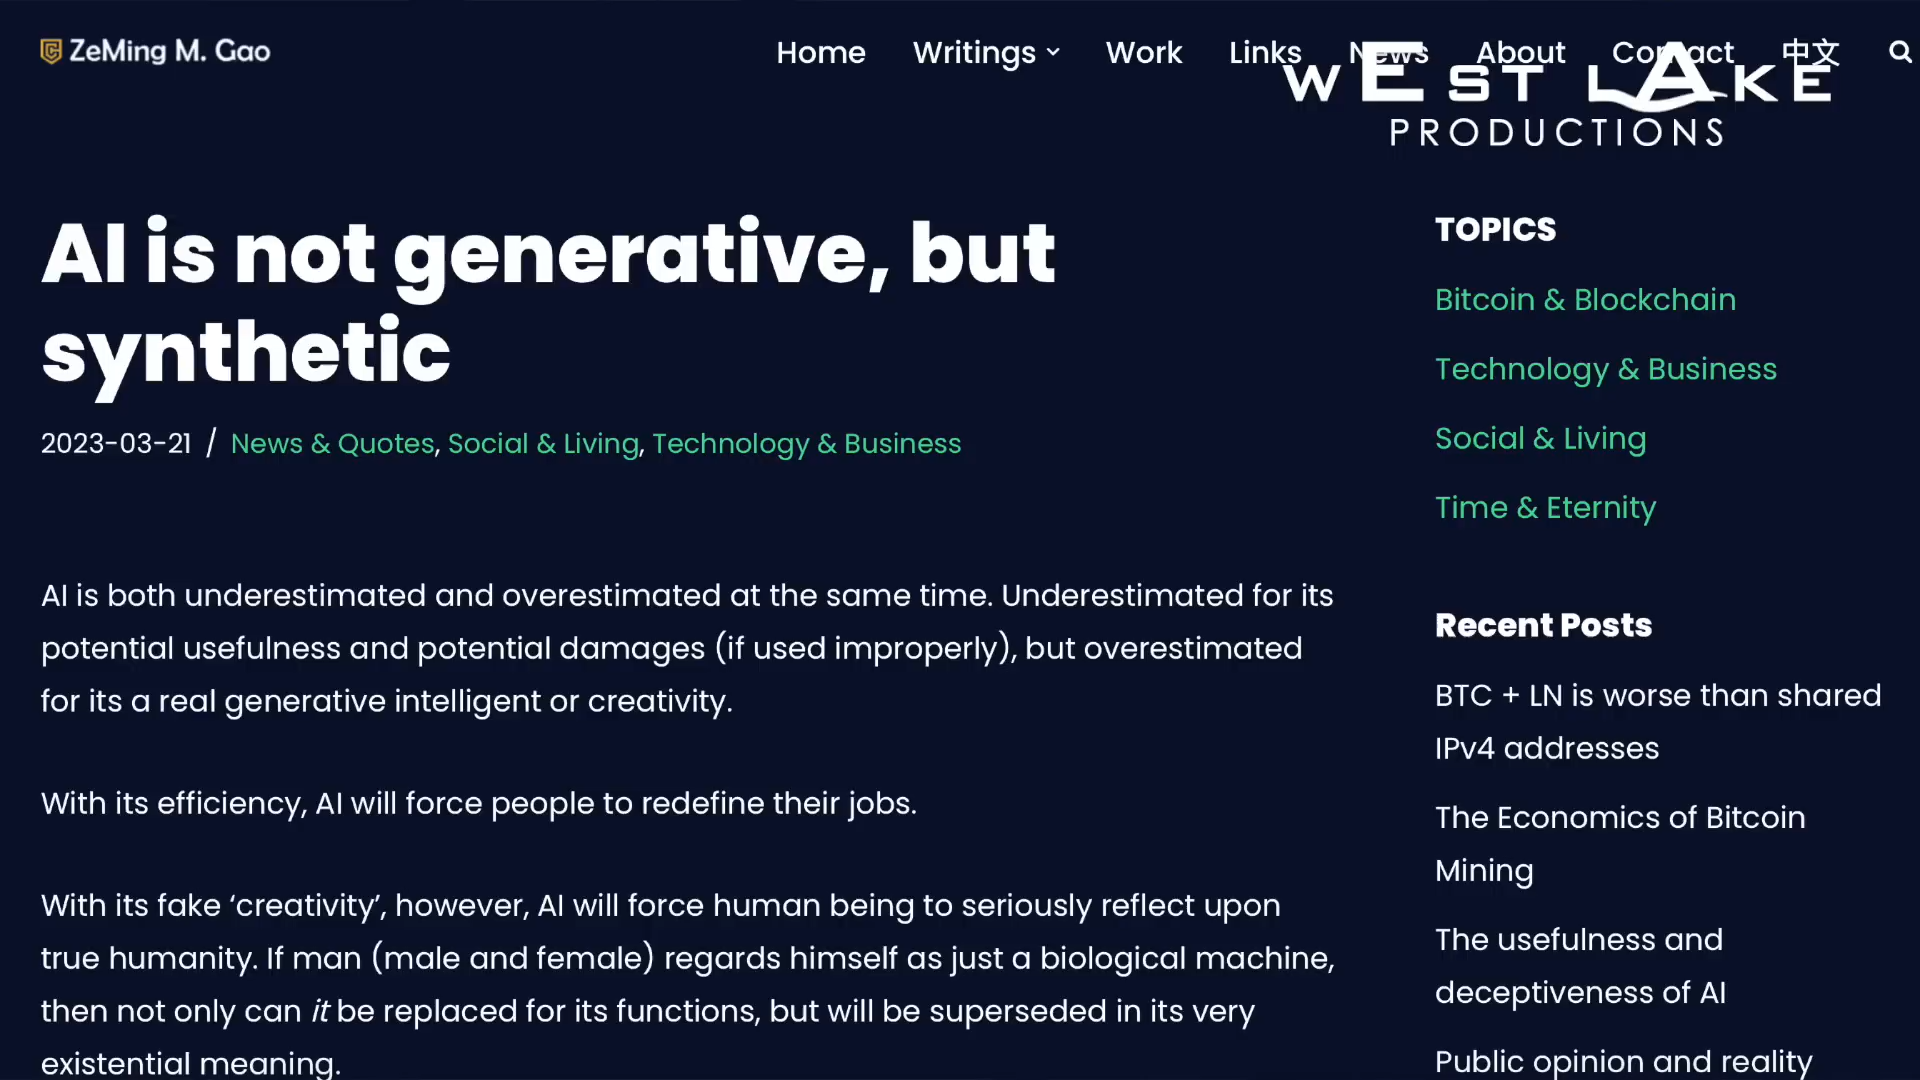 ZeMing M. Gao
Home Writings Work Links News About Contact 中文
WEST LAKE
PRODUCTIONS
AI is not generative, but
synthetic
2023-03-21 / News & Quotes, Social & Living, Technology & Business
AI is both underestimated and overestimated at the same time. Underestimated for its
potential usefulness and potential damages (if used improperly), but overestimated
for its a real generative intelligent or creativity.
With its efficiency, AI will force people to redefine their jobs.
With its fake ‘creativity’, however, AI will force human being to seriously reflect upon
true humanity. If man (male and female) regards himself as just a biological machine,
then not only can it be replaced for its functions, but will be superseded in its very
existential meaning.
TOPICS
Bitcoin & Blockchain
Technology & Business
Social & Living
Time & Eternity
Recent Posts
BTC + LN is worse than shared
IPv4 addresses
The Economics of Bitcoin
Mining
The usefulness and
deceptiveness of AI
Public opinion and reality